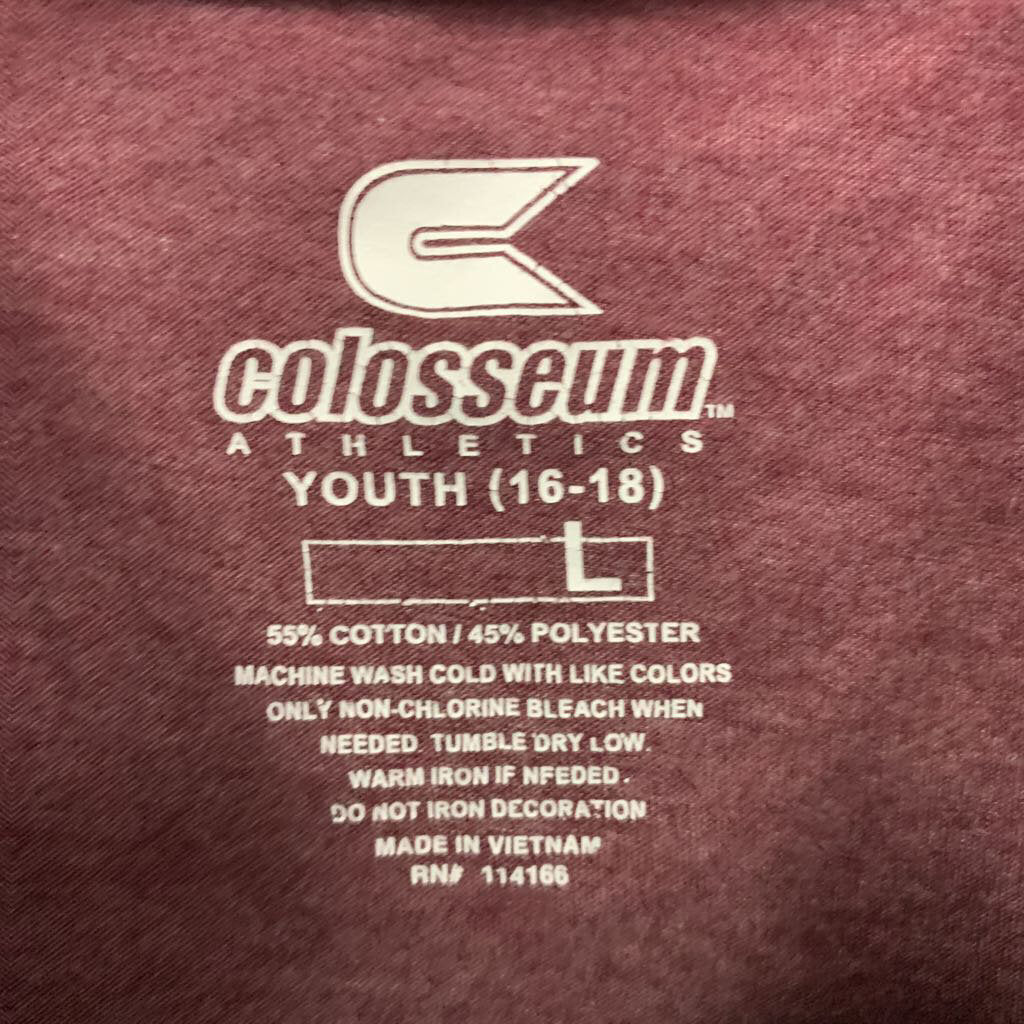 colosseum™
ATHLETICS
YOUTH (16-18)
L
55% COTTON / 45% POLYESTER
MACHINE WASH COLD WITH LIKE COLORS
ONLY NON-CHLORINE BLEACH WHEN
NEEDED. TUMBLE DRY LOW.
WARM IRON IF NEEDED.
DO NOT IRON DECORATION
MADE IN VIETNAM
RN# 114166